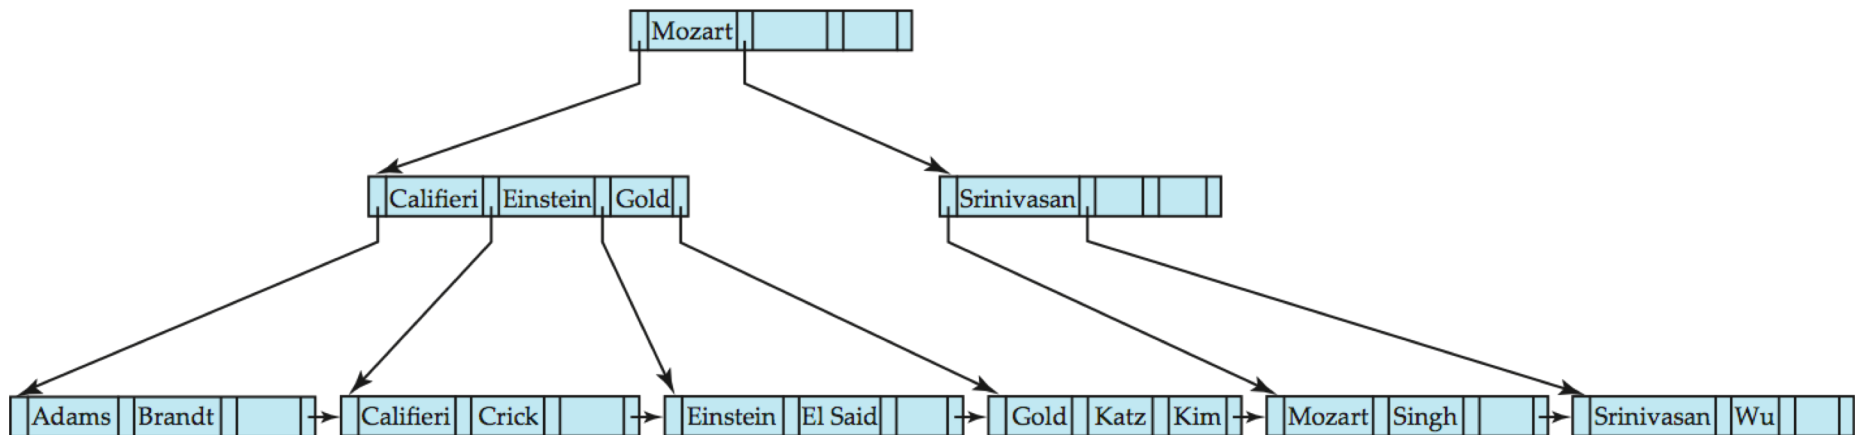 Mozart
Califieri Einstein Gold
Srinivasan
Adams Brandt
Califieri Crick
Einstein El Said
Gold Katz Kim
Mozart Singh
Srinivasan Wu